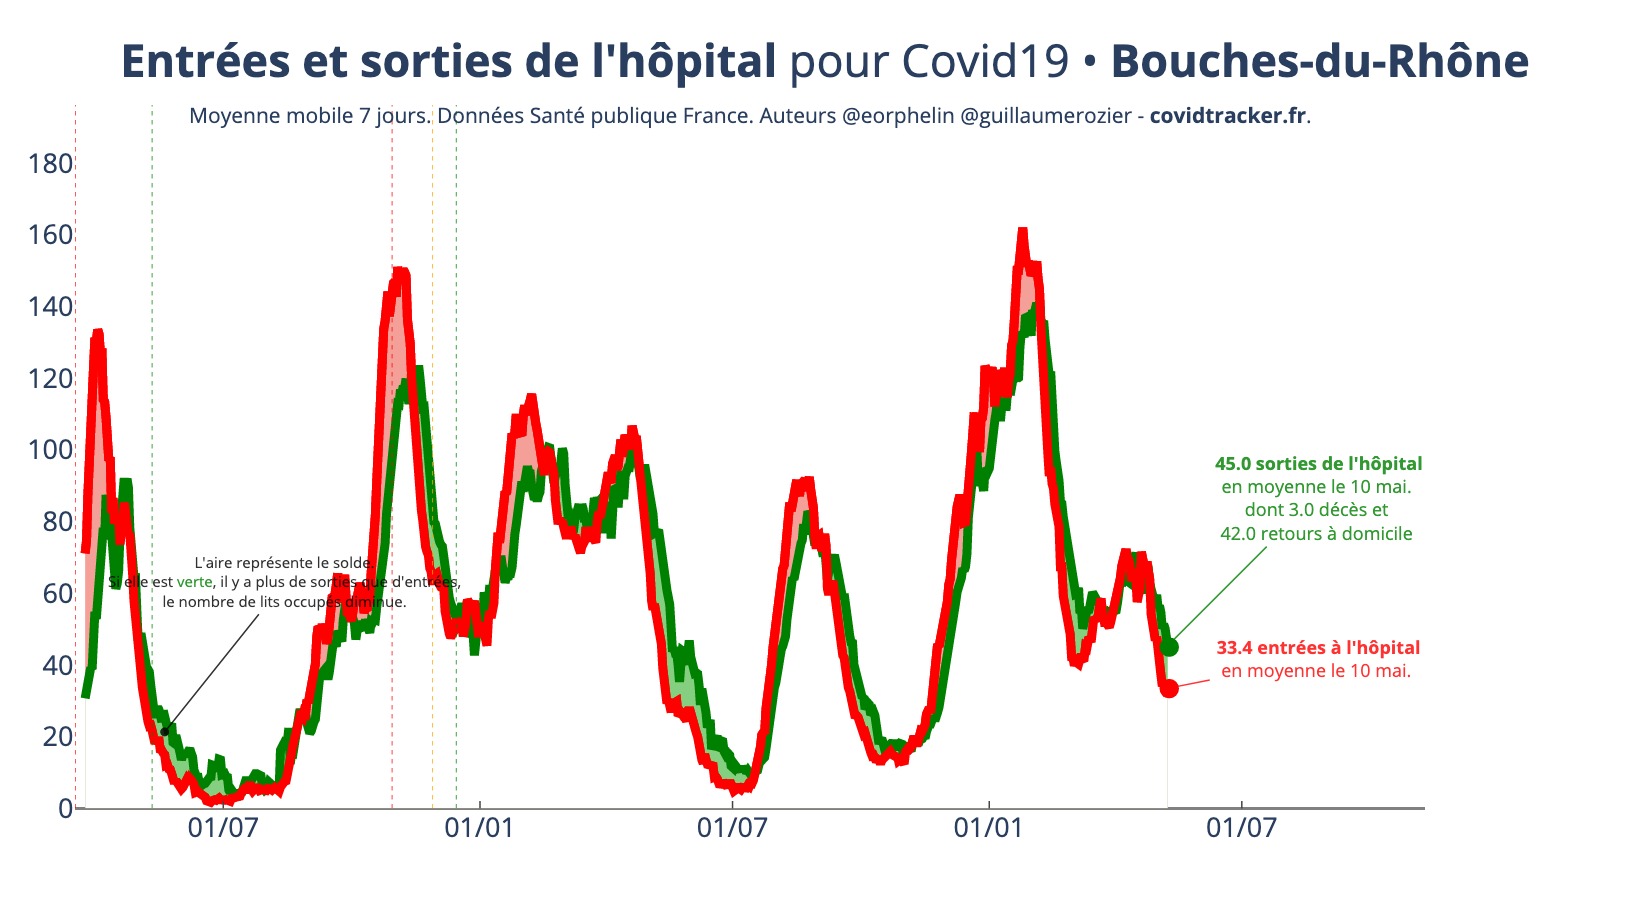 Entrées et sorties de l'hôpital pour Covid19 • Bouches-du-Rhône
Moyenne mobile 7 jours. Données Santé publique France. Auteurs @eorphelin @guillaumerozier - covidtracker.fr.
180
160
140
120
100
80
60
40
20
0
L'aire représente le solde.
Si elle est verte, il y a plus de sorties que d'entrées,
le nombre de lits occupés diminue.
45.0 sorties de l'hôpital
en moyenne le 10 mai.
dont 3.0 décès et
42.0 retours à domicile
33.4 entrées à l'hôpital
en moyenne le 10 mai.
01/07
01/01
01/07
01/01
01/07